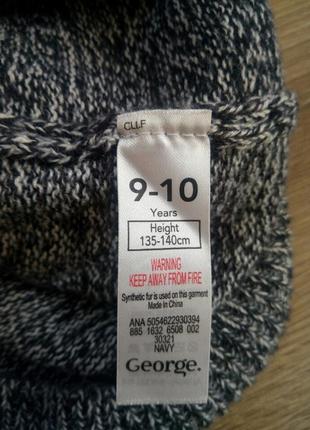 CLLF
9-10
Years
Height
135-140cm
WARNING
KEEP AWAY FROM FIRE
Synthetic fur is used on this garment
Made In China
ANA 5054622930394
885 1632 6508 002
30321
NAVY
George.